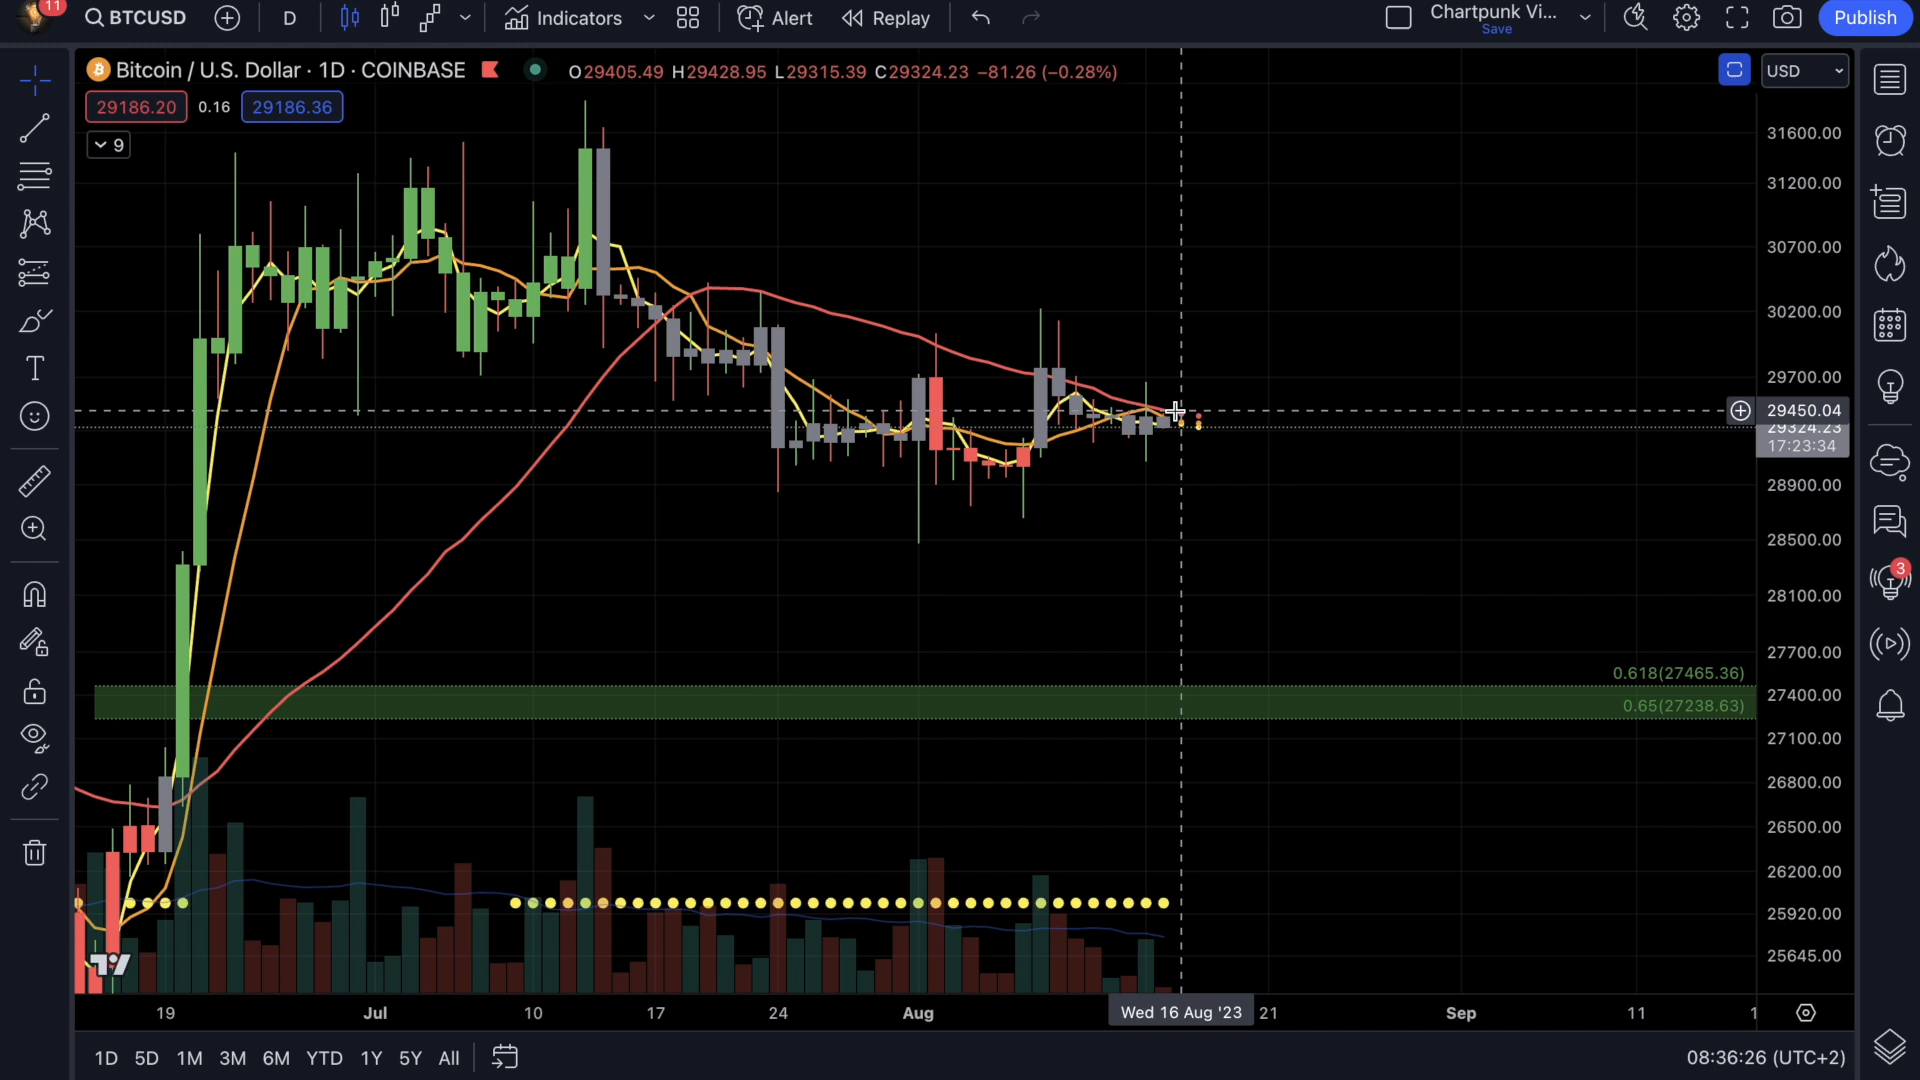 11
BTCUSD
D
Indicators
Alert
Replay
Chartpunk Vi...
Save
Publish
Bitcoin / U.S. Dollar · 1D · COINBASE
O29405.49 H29428.95 L29315.39 C29324.23 −81.26 (−0.28%)
USD
29186.20
0.16
29186.36
9
31600.00
31200.00
30700.00
30200.00
29700.00
29450.04
29324.23
17:23:34
28900.00
28500.00
28100.00
27700.00
0.618(27465.36)
27400.00
0.65(27238.63)
27100.00
26800.00
26500.00
26200.00
25920.00
25645.00
3
T
19
Jul
10
17
24
Aug
Wed 16 Aug '23
21
Sep
11
1
1D
5D
1M
3M
6M
YTD
1Y
5Y
All
08:36:26 (UTC+2)